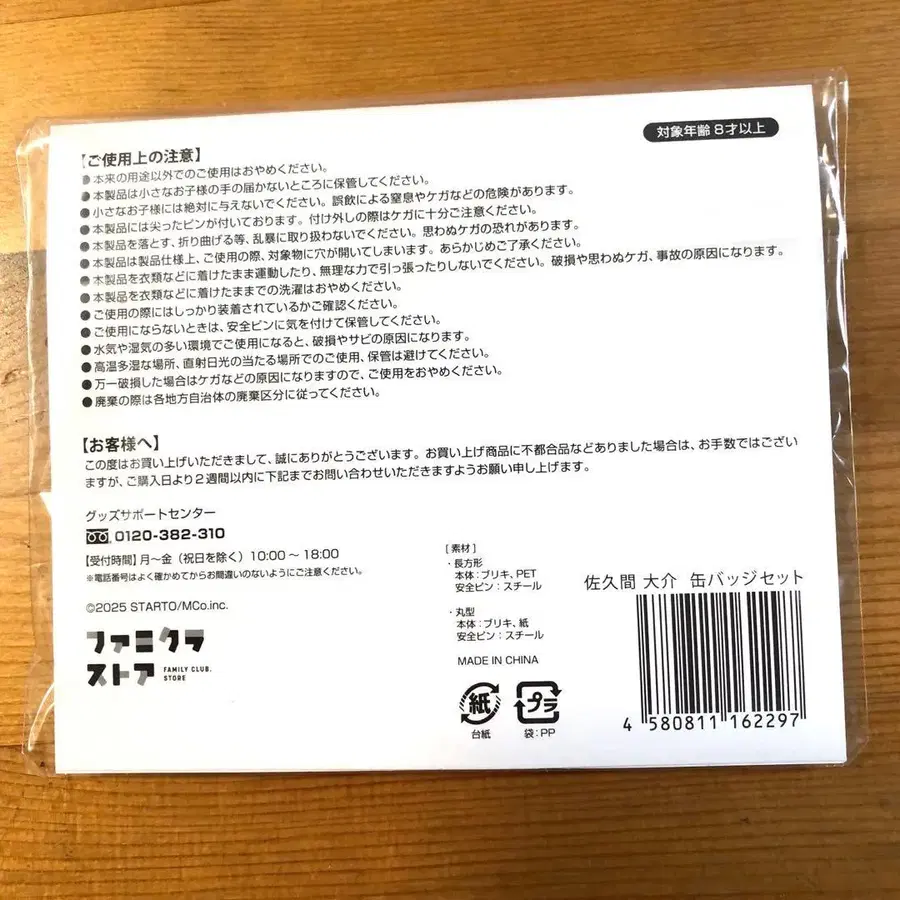 対象年齢 8才以上
【ご使用上の注意】
●本来の用途以外でのご使用はおやめください。
●本製品は小さなお子様の手の届かないところに保管してください。
●小さなお子様には絶対に与えないでください。誤飲による窒息やケガなどの危険があります。
●本製品には尖ったピンが付いております。付け外しの際はケガに十分ご注意ください。
●本製品を落とす、折り曲げる等、乱暴に取り扱わないでください。思わぬケガの恐れがあります。
●本製品は製品仕様上、ご使用の際、対象物に穴が開いてしまいます。あらかじめご了承ください。
●本製品を衣類などに着けたまま運動したり、無理な力で引っ張ったりしないでください。破損や思わぬケガ、事故の原因になります。
●本製品を衣類などに着けたままでの洗濯はおやめください。
●ご使用の際にはしっかり装着されているかご確認ください。
●ご使用にならないときは、安全ピンに気を付けて保管してください。
●水気や湿気の多い環境でご使用になると、破損やサビの原因になります。
●高温多湿な場所、直射日光の当たる場所でのご使用、保管は避けてください。
●万一破損した場合はケガなどの原因になりますので、ご使用をおやめください。
●廃棄の際は各地方自治体の廃棄区分に従ってください。
【お客様へ】
この度はお買い上げいただきまして、誠にありがとうございます。お買い上げ商品に不都合品などありました場合は、お手数ではござい
ますが、ご購入日より2週間以内に下記までお問い合わせいただきますようお願い申し上げます。
グッズサポートセンター
0120-382-310
【受付時間】月〜金（祝日を除く）10:00〜18:00
※電話番号はよく確かめてからお間違いのないようにご注意ください。
©2025 STARTO/MCo.inc.
ファミクラ
ストア FAMILY CLUB.
STORE
[素材]
・長方形
本体：ブリキ、PET
安全ピン：スチール
・丸型
本体：ブリキ、紙
安全ピン：スチール
MADE IN CHINA
紙
台紙
プラ
袋：PP
佐久間 大介 缶バッジセット
4 580811 162297